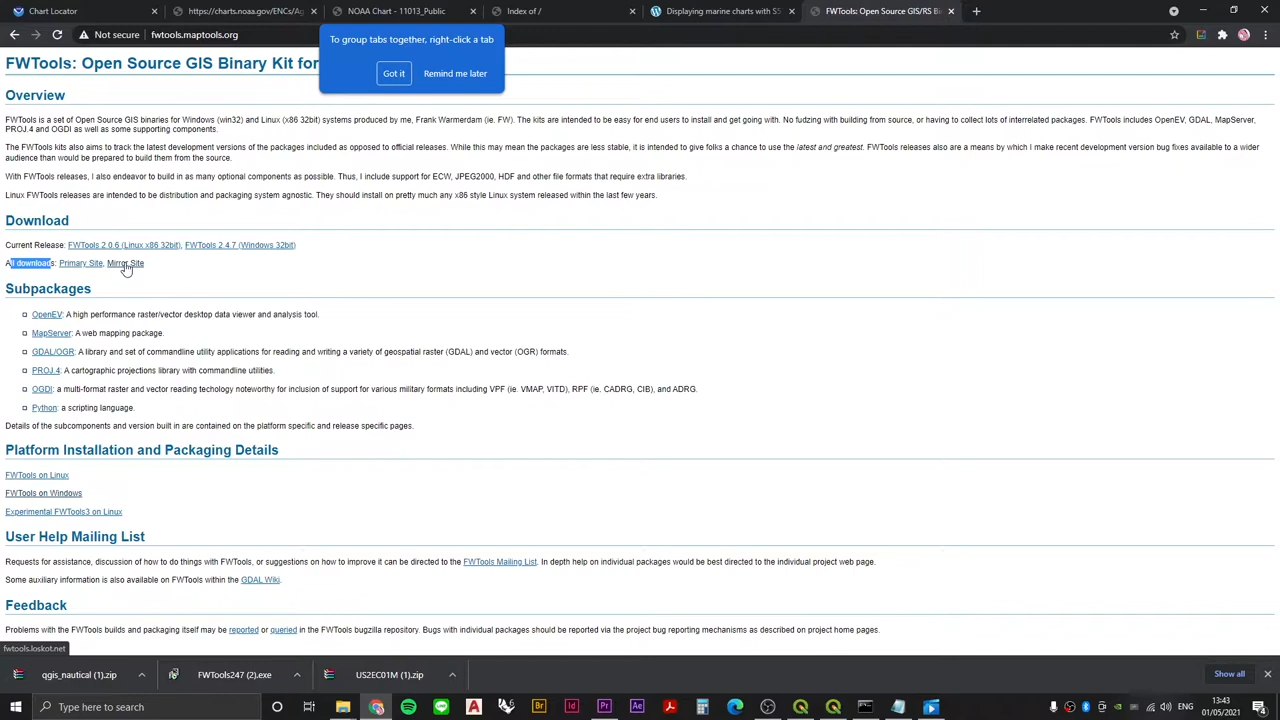 Chart Locator
https://charts.noaa.gov/ENCs/Ag
NOAA Chart - 11013_Public
Index of /
Displaying marine charts with S5
FWTools: Open Source GIS/RS Bi
Not secure
fwtools.maptorg.org
To group tabs together, right-click a tab
Got it
Remind me later
FWTools: Open Source GIS Binary Kit for
Overview
FWTools is a set of Open Source GIS binaries for Windows (win32) and Linux (x86 32bit) systems produced by me, Frank Warmerdam (ie. FW). The kits are intended to be easy for end users to install and get going with. No fudzing with building from source, or having to collect lots of interrelated packages. FWTools includes OpenEV, GDAL, MapServer,
PROJ.4 and OGDI as well as some supporting components.
The FWTools kits also aims to track the latest development versions of the packages included as opposed to official releases. While this may mean the packages are less stable, it is intended to give folks a chance to use the latest and greatest. FWTools releases also are a means by which I make recent development version bug fixes available to a wider
audience than would be prepared to build them from the source.
With FWTools releases, I also endeavor to build in as many optional components as possible. Thus, I include support for ECW, JPEG2000, HDF and other file formats that require extra libraries.
Linux FWTools releases are intended to be distribution and packaging system agnostic. They should install on pretty much any x86 style Linux system released within the last few years.
Download
Current Release: FWTools 2.0.6 (Linux x86 32bit), FWTools 2.4.7 (Windows 32bit)
All downloads: Primary Site, Mirror Site
Subpackages
OpenEV: A high performance raster/vector desktop data viewer and analysis tool.
MapServer: A web mapping package.
GDAL/OGR: A library and set of commandline utility applications for reading and writing a variety of geospatial raster (GDAL) and vector (OGR) formats.
PROJ.4: A cartographic projections library with commandline utilities.
OGDI: a multi-format raster and vector reading techology noteworthy for inclusion of support for various military formats including VPF (ie. VMAP, VITD), RPF (ie. CADRG, CIB), and ADRG.
Python: a scripting language.
Details of the subcomponents and version built in are contained on the platform specific and release specific pages.
Platform Installation and Packaging Details
FWTools on Linux
FWTools on Windows
Experimental FWTools3 on Linux
User Help Mailing List
Requests for assistance, discussion of how to do things with FWTools, or suggestions on how to improve it can be directed to the FWTools Mailing List. In depth help on individual packages would be best directed to the individual project web page.
Some auxiliary information is also available on FWTools within the GDAL Wiki.
Feedback
Problems with the FWTools builds and packaging itself may be reported or queried in the FWTools bugzilla repository. Bugs with individual packages should be reported via the project bug reporting mechanisms as described on project home pages.
fwtools.loskot.net
qgis_nautical (1).zip
FWTools247 (2).exe
US2EC01M (1).zip
Show all
Type here to search
ENG
13:43
01/05/2021